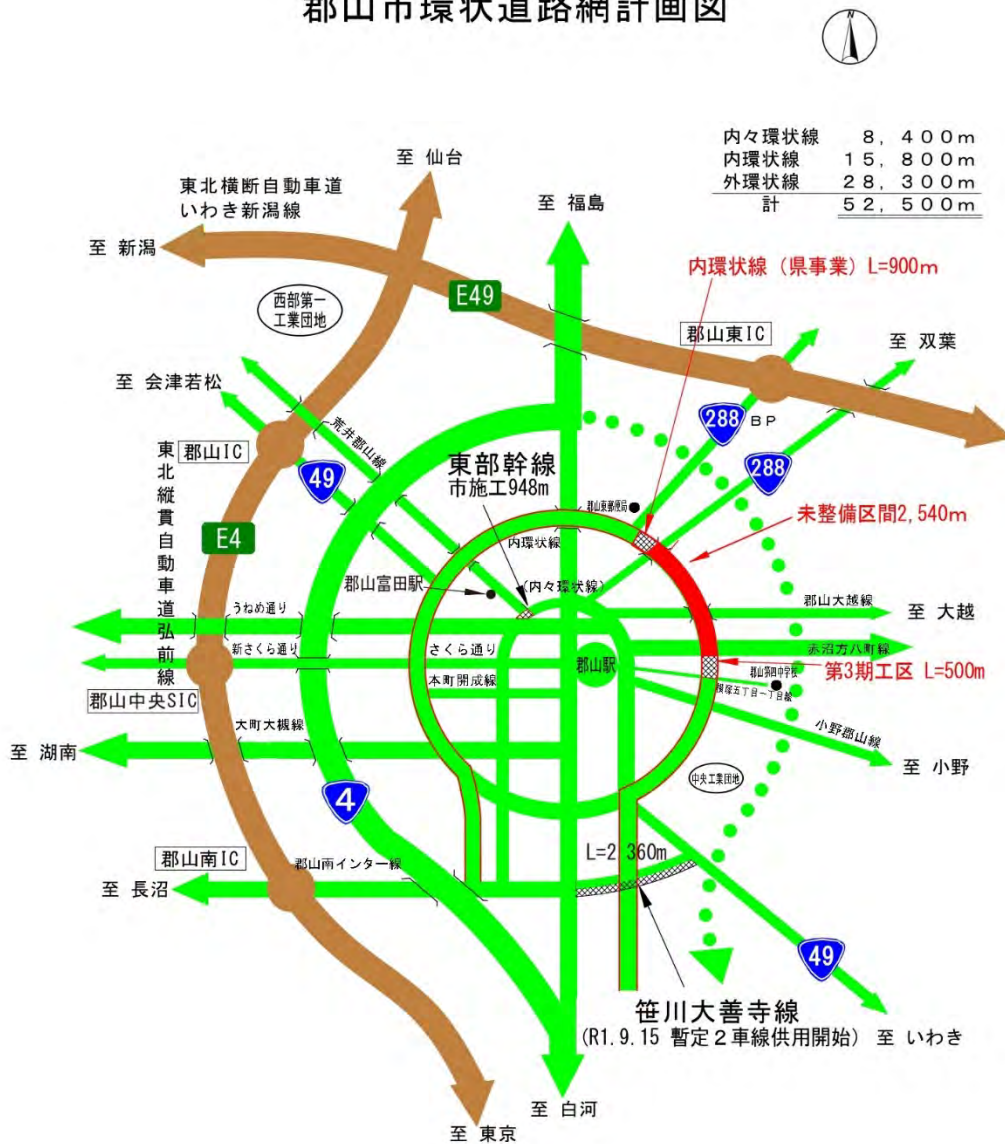 郡山市環状道路網計画図
N
内々環状線 8,400m
内環状線 15,800m
外環状線 28,300m
計 52,500m
至 仙台
東北横断自動車道
いわき新潟線
至 福島
至 新潟
内環状線（県事業）L=900m
E49
西部第一
工業団地
郡山東IC
至 双葉
至 会津若松
288
BP
荒井郡山線
郡山IC
東北縦貫自動車道弘前線
49
東部幹線
市施工948m
288
郡山東郵便局
未整備区間2,540m
E4
内環状線
(内々環状線)
郡山富田駅
うねめ通り
郡山大越線
至 大越
新さくら通り
さくら通り
郡山駅
赤沼方八町線
郡山第四中学校
第3期工区 L=500m
本町開成線
郡山中央SIC
大町大槻線
小野郡山線
至 湖南
至 小野
中央工業団地
4
郡山南IC
郡山南インター線
L=2,360m
至 長沼
49
笹川大善寺線
(R1.9.15 暫定2車線供用開始)
至 いわき
至 白河
至 東京